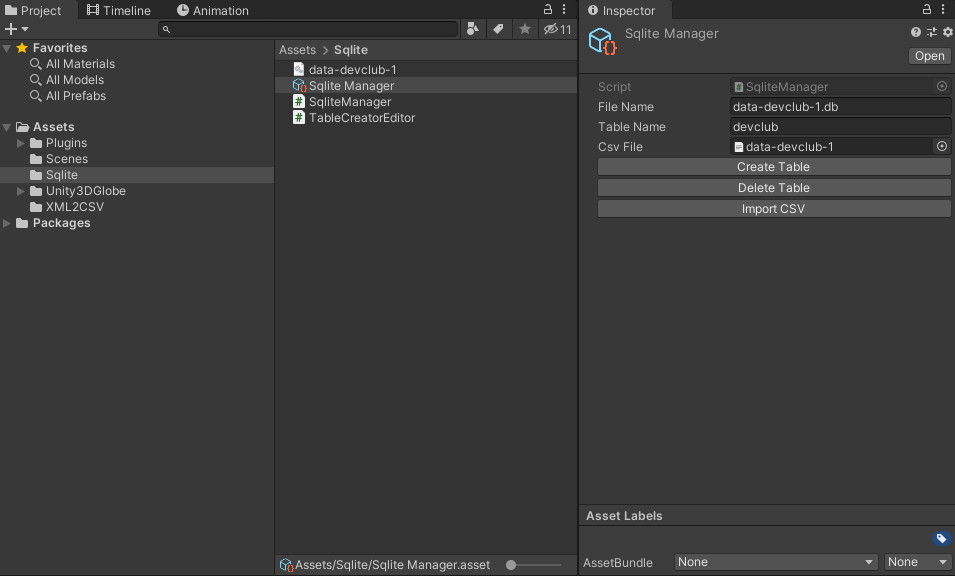 Project
Timeline
Animation
11
Favorites
All Materials
All Models
All Prefabs
Assets
Plugins
Scenes
Sqlite
Unity3DGlobe
XML2CSV
Packages
Assets > Sqlite
data-devclub-1
Sqlite Manager
SqliteManager
TableCreatorEditor
Assets/Sqlite/Sqlite Manager.asset
Inspector
Sqlite Manager
Open
Script SqliteManager
File Name data-devclub-1.db
Table Name devclub
Csv File data-devclub-1
Create Table
Delete Table
Import CSV
Asset Labels
AssetBundle None None